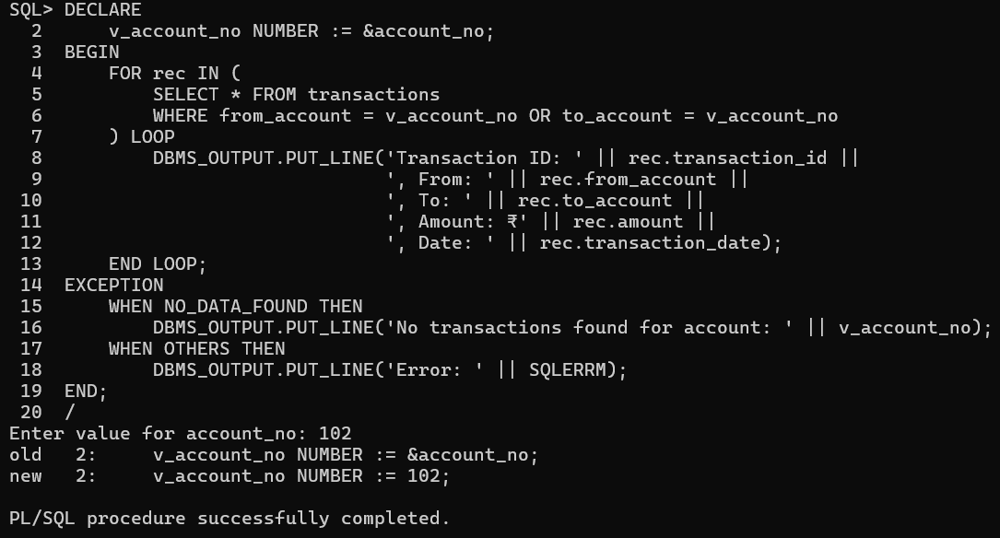 SQL> DECLARE
  2      v_account_no NUMBER := &account_no;
  3  BEGIN
  4      FOR rec IN (
  5          SELECT * FROM transactions
  6          WHERE from_account = v_account_no OR to_account = v_account_no
  7      ) LOOP
  8          DBMS_OUTPUT.PUT_LINE('Transaction ID: ' || rec.transaction_id ||
  9                               ', From: ' || rec.from_account ||
 10                               ', To: ' || rec.to_account ||
 11                               ', Amount: ₹' || rec.amount ||
 12                               ', Date: ' || rec.transaction_date);
 13      END LOOP;
 14  EXCEPTION
 15      WHEN NO_DATA_FOUND THEN
 16          DBMS_OUTPUT.PUT_LINE('No transactions found for account: ' || v_account_no);
 17      WHEN OTHERS THEN
 18          DBMS_OUTPUT.PUT_LINE('Error: ' || SQLERRM);
 19  END;
 20  /
Enter value for account_no: 102
old   2:     v_account_no NUMBER := &account_no;
new   2:     v_account_no NUMBER := 102;

PL/SQL procedure successfully completed.